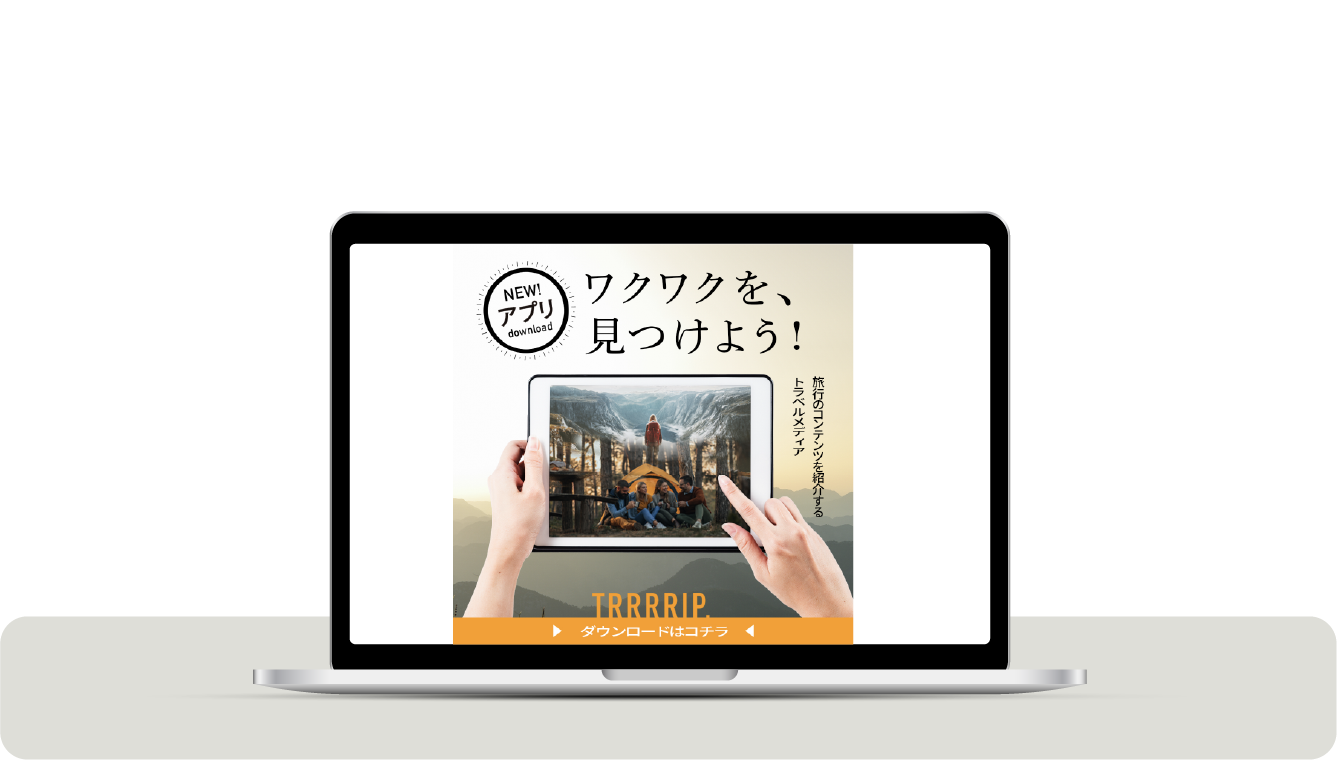 NEW!
アプリ
download
ワクワクを、
見つけよう!
旅行のコンテンツを紹介する
トラベルメディア
TRRRRIP.
ダウンロードはコチラ